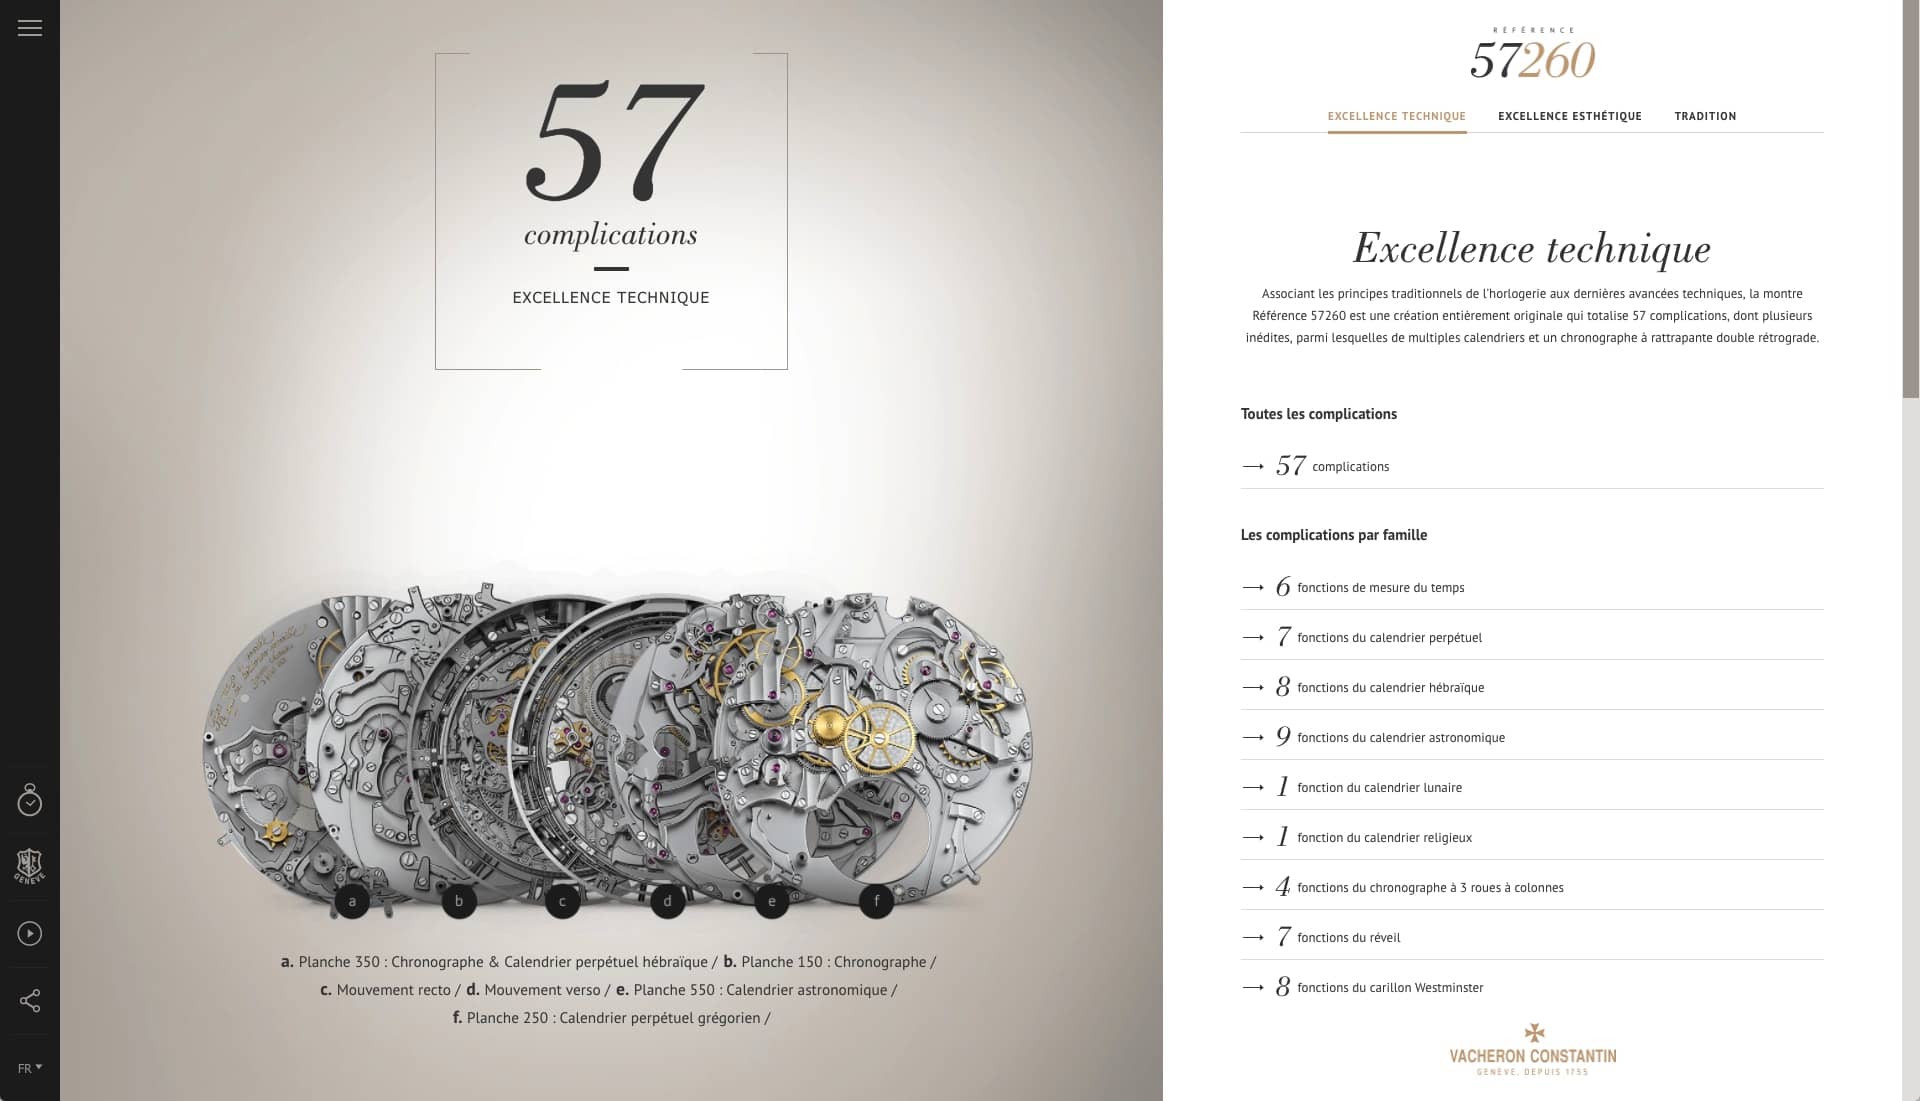 57
complications
EXCELLENCE TECHNIQUE
a
b
c
d
e
f
a. Planche 350 : Chronographe & Calendrier perpétuel hébraïque / b. Planche 150 : Chronographe /
c. Mouvement recto / d. Mouvement verso / e. Planche 550 : Calendrier astronomique /
f. Planche 250 : Calendrier perpétuel grégorien /
GENEVE
FR
RÉFÉRENCE
57260
EXCELLENCE TECHNIQUE
EXCELLENCE ESTHÉTIQUE
TRADITION
Excellence technique
Associant les principes traditionnels de l'horlogerie aux dernières avancées techniques, la montre
Référence 57260 est une création entièrement originale qui totalise 57 complications, dont plusieurs
inédites, parmi lesquelles de multiples calendriers et un chronographe à rattrapante double rétrograde.
Toutes les complications
57 complications
Les complications par famille
6 fonctions de mesure du temps
7 fonctions du calendrier perpétuel
8 fonctions du calendrier hébraïque
9 fonctions du calendrier astronomique
1 fonction du calendrier lunaire
1 fonction du calendrier religieux
4 fonctions du chronographe à 3 roues à colonnes
7 fonctions du réveil
8 fonctions du carillon Westminster
VACHERON CONSTANTIN
GENÈVE, DEPUIS 1755